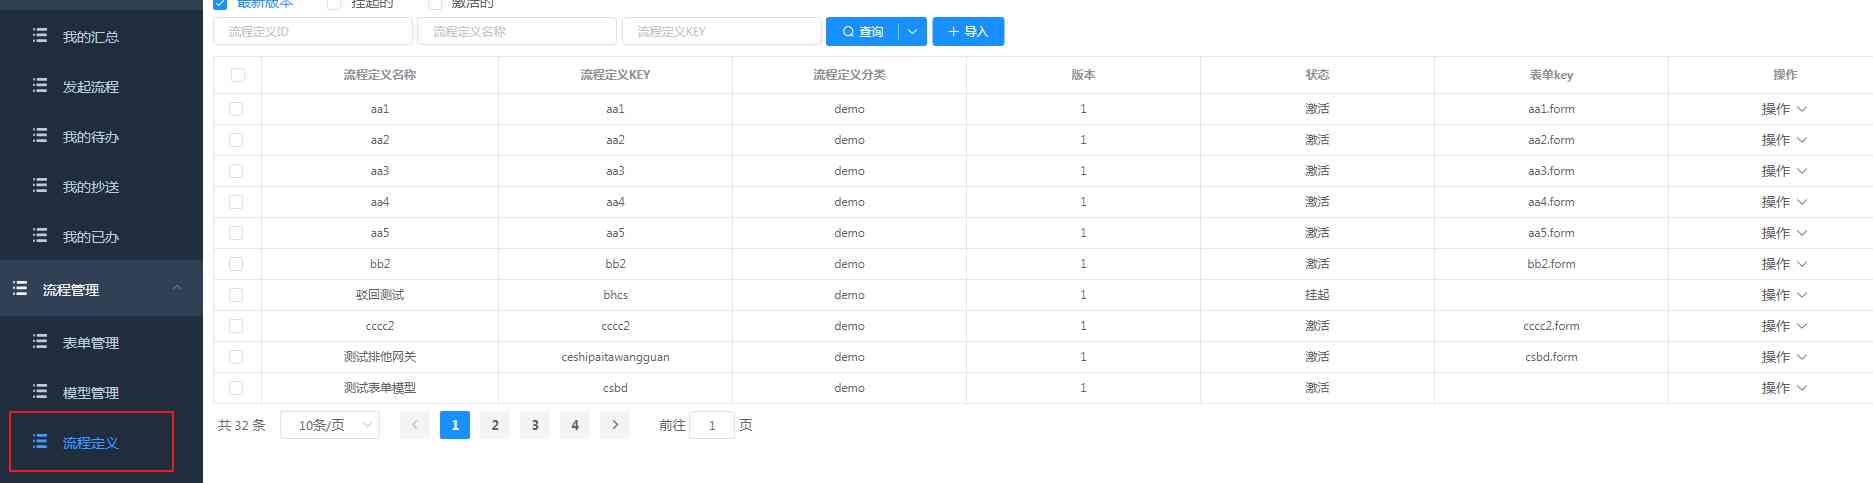 我的汇总
发起流程
我的待办
我的抄送
我的已办
流程管理
表单管理
模型管理
流程定义
最新版本 挂起的 激活的
流程定义ID 流程定义名称 流程定义KEY 查询 导入
流程定义名称 流程定义KEY 流程定义分类 版本 状态 表单key 操作
aa1 aa1 demo 1 激活 aa1.form 操作
aa2 aa2 demo 1 激活 aa2.form 操作
aa3 aa3 demo 1 激活 aa3.form 操作
aa4 aa4 demo 1 激活 aa4.form 操作
aa5 aa5 demo 1 激活 aa5.form 操作
bb2 bb2 demo 1 激活 bb2.form 操作
驳回测试 bhcs demo 1 挂起 操作
cccc2 cccc2 demo 1 激活 cccc2.form 操作
测试排他网关 ceshipaitawangguan demo 1 激活 csbd.form 操作
测试表单模型 csbd demo 1 激活 操作
共 32 条 10条/页 1 2 3 4 前往 1 页